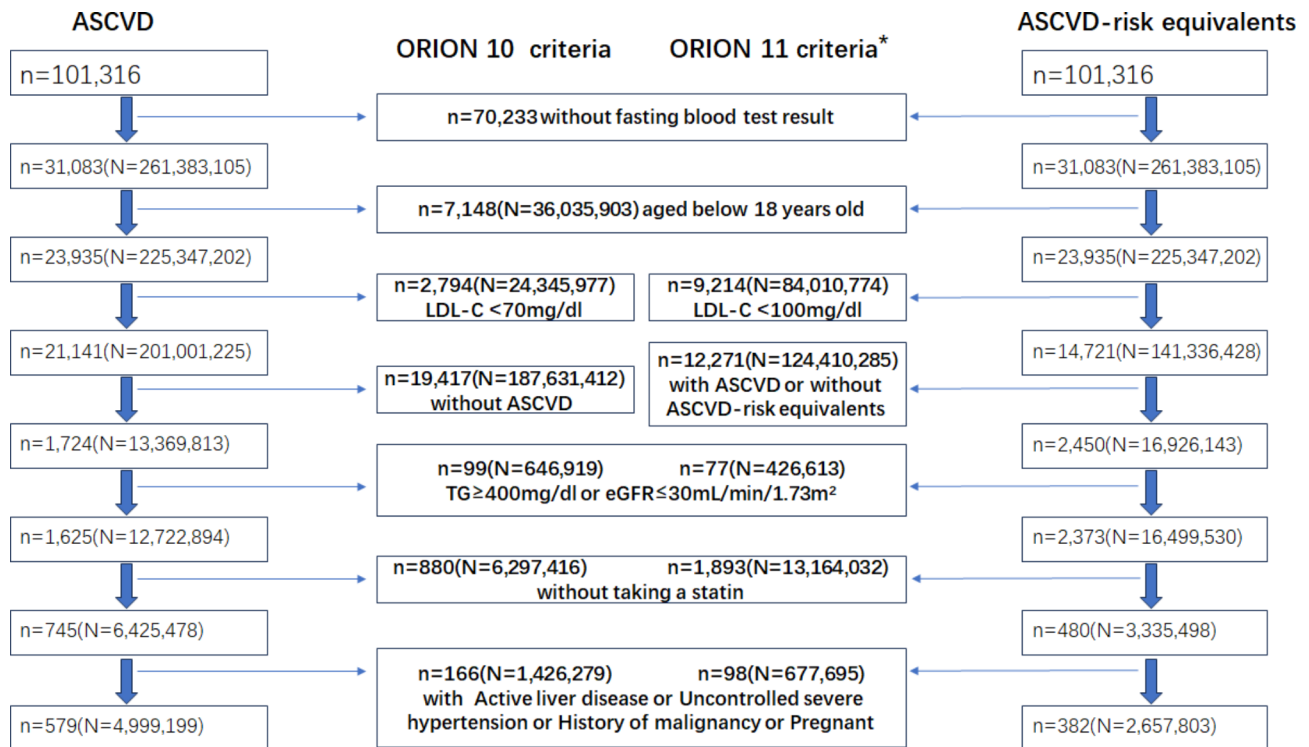 ASCVD
ASCVD-risk equivalents
ORION 10 criteria
ORION 11 criteria*
n=101,316
n=101,316
n=70,233 without fasting blood test result
n=31,083(N=261,383,105)
n=31,083(N=261,383,105)
n=7,148(N=36,035,903) aged below 18 years old
n=23,935(N=225,347,202)
n=23,935(N=225,347,202)
n=2,794(N=24,345,977)
LDL-C <70mg/dl
n=9,214(N=84,010,774)
LDL-C <100mg/dl
n=21,141(N=201,001,225)
n=14,721(N=141,336,428)
n=19,417(N=187,631,412)
without ASCVD
n=12,271(N=124,410,285)
with ASCVD or without
ASCVD-risk equivalents
n=1,724(N=13,369,813)
n=2,450(N=16,926,143)
n=99(N=646,919)
n=77(N=426,613)
TG≥400mg/dl or eGFR≤30mL/min/1.73m²
n=1,625(N=12,722,894)
n=2,373(N=16,499,530)
n=880(N=6,297,416)
n=1,893(N=13,164,032)
without taking a statin
n=745(N=6,425,478)
n=480(N=3,335,498)
n=166(N=1,426,279)
n=98(N=677,695)
with Active liver disease or Uncontrolled severe
hypertension or History of malignancy or Pregnant
n=579(N=4,999,199)
n=382(N=2,657,803)